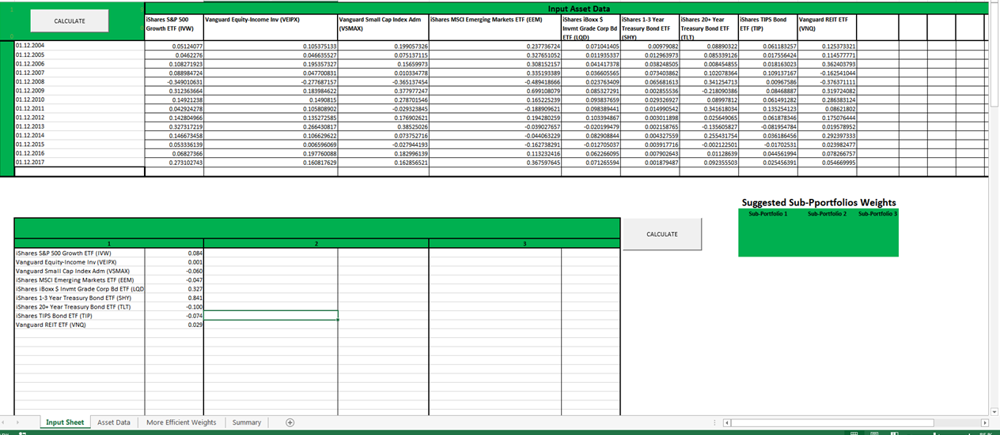 CALCULATE
Input Asset Data
iShares S&P 500 Growth ETF (IVW) Vanguard Equity-Income Inv (VEIPX) Vanguard Small Cap Index Adm (VSMAX) iShares MSCI Emerging Markets ETF (EEM) iShares iBoxx $ Invmt Grade Corp Bd ETF (LQD) iShares 1-3 Year Treasury Bond ETF (SHY) iShares 20+ Year Treasury Bond ETF (TLT) iShares TIPS Bond ETF (TIP) Vanguard REIT ETF (VNQ)
01.12.2004 0.05124077 0.105375133 0.199057326 0.237736724 0.071041405 0.00979082 0.08890322 0.061183257 0.125373321
01.12.2005 0.0462276 0.046635527 0.075137115 0.327651052 0.011935337 0.012963973 0.085339126 0.017556424 0.114577771
01.12.2006 0.108271923 0.195357327 0.15659973 0.308152157 0.041417378 0.038248505 0.008454855 0.018163023 0.362403793
01.12.2007 0.088984724 0.044700831 0.010334778 0.335193389 0.036605565 0.073403862 0.102078364 0.109137167 -0.162541044
01.12.2008 -0.349010631 -0.277687157 -0.365137454 -0.489418666 0.023763409 0.065681613 0.341254713 0.00967586 -0.376371111
01.12.2009 0.312363664 0.183984622 0.377977247 0.699108079 0.085327291 0.002855536 -0.218090386 0.08468887 0.319724082
01.12.2010 0.14921238 0.1490815 0.278701546 0.165225239 0.093837659 0.029326927 0.08997812 0.061491282 0.286383124
01.12.2011 0.042924278 0.105808902 -0.029323845 -0.188909621 0.098389441 0.014990542 0.341618034 0.135254123 0.08621802
01.12.2012 0.142804966 0.135272585 0.176902621 0.194280259 0.103394867 0.003011898 0.025649065 0.061878346 0.175076444
01.12.2013 0.327317219 0.266430817 0.38525026 -0.039027657 -0.020199479 0.002158765 -0.135605827 -0.081954784 0.019578952
01.12.2014 0.146673458 0.106629622 0.073752716 -0.044063229 0.082908844 0.004327559 0.255431754 0.036186456 0.292397333
01.12.2015 0.053336139 0.006596069 -0.027944193 -0.162738291 -0.012705037 0.003917716 -0.002122501 -0.01702531 0.023982477
01.12.2016 0.06827366 0.197760088 0.182996139 0.113232416 0.062266095 0.007902643 0.01128639 0.044561994 0.078266757
01.12.2017 0.273102743 0.160817629 0.162856521 0.367597645 0.071265594 0.001879487 0.092355503 0.025456391 0.054669995
Suggested Sub-Pportfolios Weights
Sub-Portfolio 1 Sub-Portfolio 2 Sub-Portfolio 3
CALCULATE
1 2 3
iShares S&P 500 Growth ETF (IVW) 0.084
Vanguard Equity-Income Inv (VEIPX) 0.001
Vanguard Small Cap Index Adm (VSMAX) -0.060
iShares MSCI Emerging Markets ETF (EEM) -0.047
iShares iBoxx $ Invmt Grade Corp Bd ETF (LQD 0.327
iShares 1-3 Year Treasury Bond ETF (SHY) 0.841
iShares 20+ Year Treasury Bond ETF (TLT) -0.100
iShares TIPS Bond ETF (TIP) -0.074
Vanguard REIT ETF (VNQ) 0.029
Input Sheet Asset Data More Efficient Weights Summary